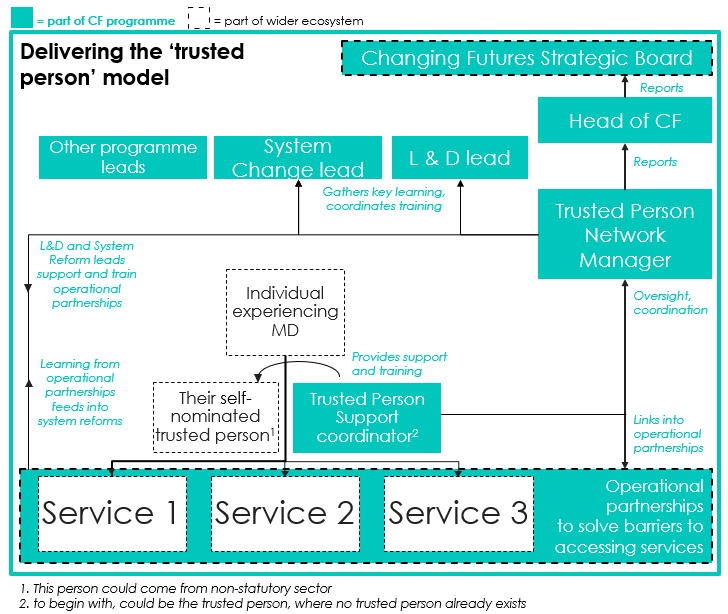 = part of CF programme
= part of wider ecosystem
Delivering the ‘trusted
person’ model
Changing Futures Strategic Board
Reports
Head of CF
Reports
Other programme
leads
System
Change lead
L & D lead
Gathers key learning,
coordinates training
Trusted Person
Network
Manager
L&D and System
Reform leads
support and train
operational
partnerships
Individual
experiencing
MD
Oversight,
coordination
Provides support
and training
Learning from
operational
partnerships
feeds into
system reforms
Their self-
nominated
trusted person1
Trusted Person
Support
coordinator2
Links into
operational
partnerships
Service 1
Service 2
Service 3
Operational
partnerships
to solve barriers to
accessing services
1. This person could come from non-statutory sector
2. to begin with, could be the trusted person, where no trusted person already exists